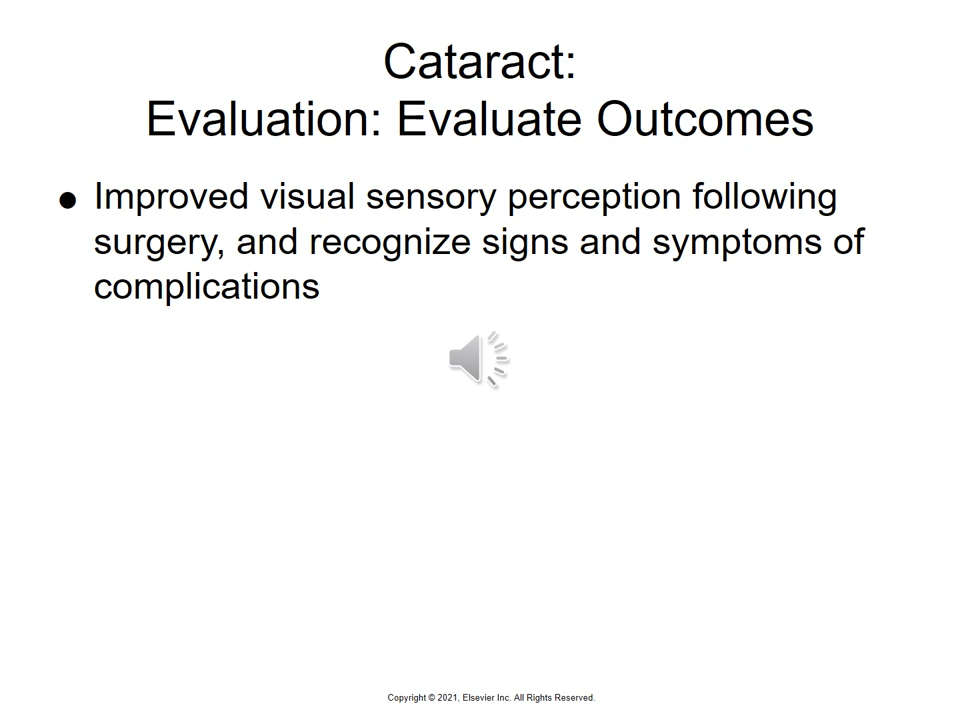 Cataract:
Evaluation: Evaluate Outcomes
● Improved visual sensory perception following
surgery, and recognize signs and symptoms of
complications
Copyright © 2021, Elsevier Inc. All Rights Reserved.